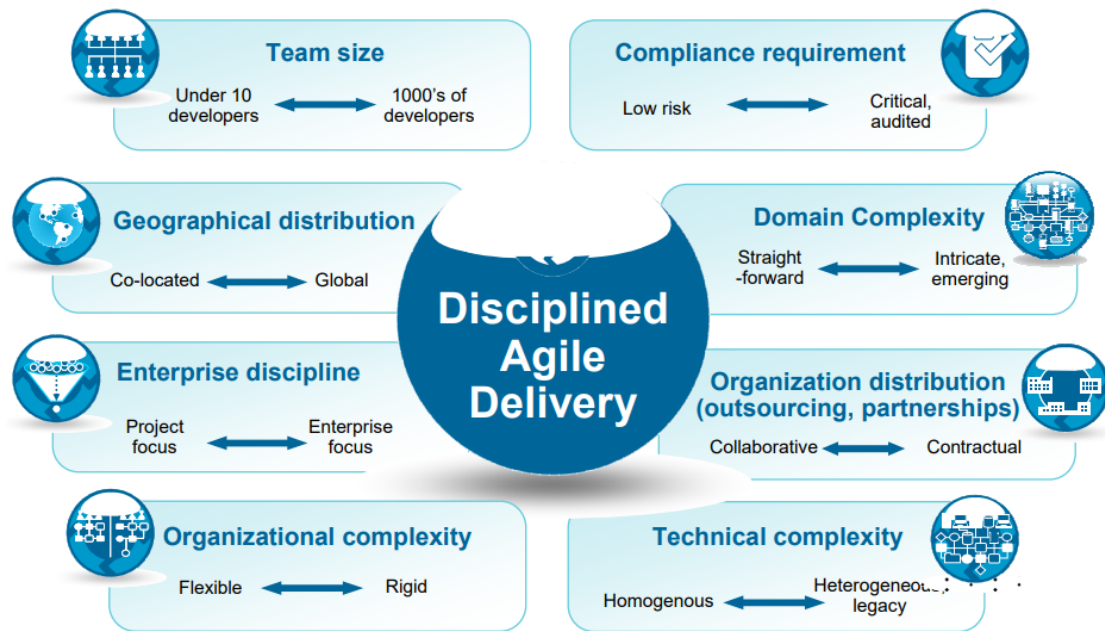 Team size
Under 10
developers
1000's of
developers
Compliance requirement
Low risk
Critical,
audited
Geographical distribution
Co-located
Global
Domain Complexity
Straight
-forward
Intricate,
emerging
Disciplined
Agile
Delivery
Enterprise discipline
Project
focus
Enterprise
focus
Organization distribution
(outsourcing, partnerships)
Collaborative
Contractual
Organizational complexity
Flexible
Rigid
Technical complexity
Homogenous
Heterogeneous,
legacy